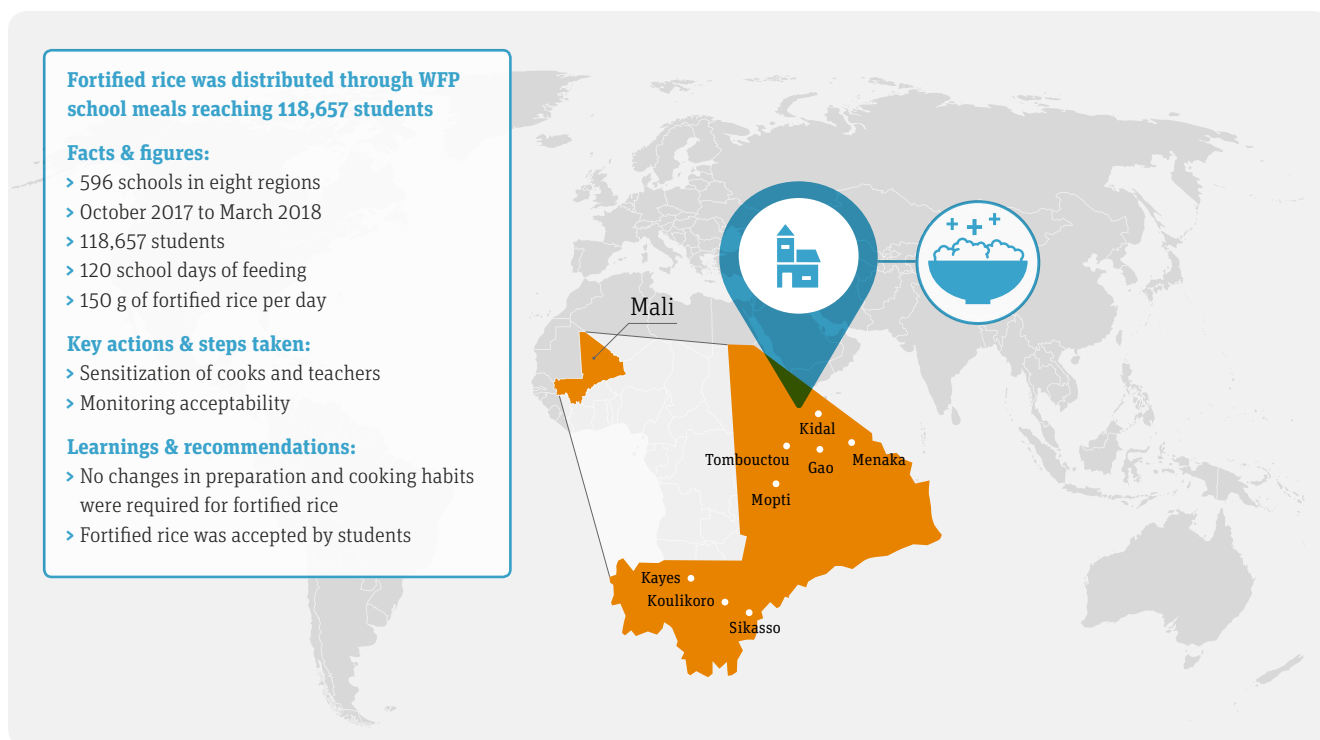 Fortified rice was distributed through WFP
school meals reaching 118,657 students
Facts & figures:
> 596 schools in eight regions
> October 2017 to March 2018
> 118,657 students
> 120 school days of feeding
> 150 g of fortified rice per day
Key actions & steps taken:
> Sensitization of cooks and teachers
> Monitoring acceptability
Learnings & recommendations:
> No changes in preparation and cooking habits
were required for fortified rice
> Fortified rice was accepted by students
Mali
Kidal
Tombouctou
Gao
Menaka
Mopti
Kayes
Koulikoro
Sikasso